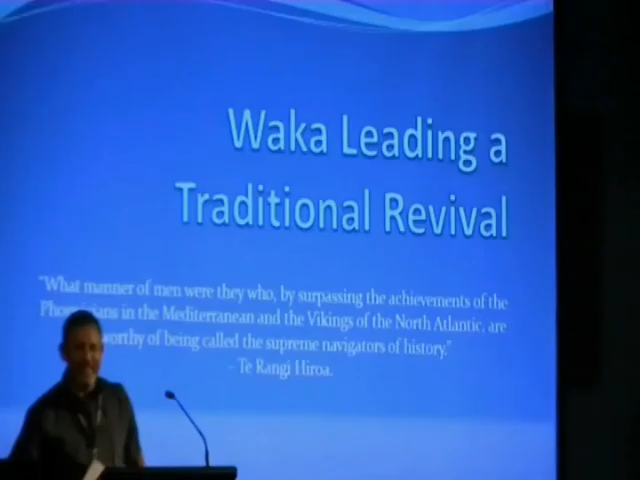 Waka Leading a
Traditional Revival
"What manner of men were they who, by surpassing the achievements of the
Phoenicians in the Mediterranean and the Vikings of the North Atlantic, are
worthy of being called the supreme navigators of history."
- Te Rangi Hiroa.